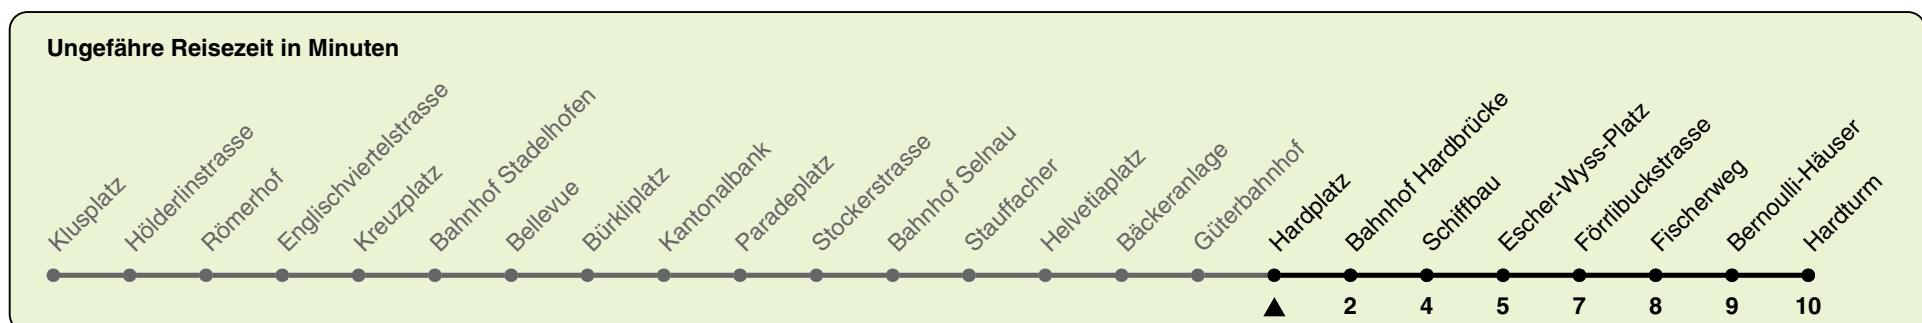 Ungefähre Reisezeit in Minuten
Klusplatz
Hölderlinstrasse
Römerhof
Englischviertelstrasse
Kreuzplatz
Bahnhof Stadelhofen
Bellevue
Bürkliplatz
Kantonalbank
Paradeplatz
Stockerstrasse
Bahnhof Selnau
Stauffacher
Helvetiaplatz
Bäckeranlage
Güterbahnhof
Hardplatz
Bahnhof Hardbrücke
Schiffbau
Escher-Wyss-Platz
Förrlibuckstrasse
Fischerweg
Bernoulli-Häuser
Hardturm
2 4 5 7 8 9 10